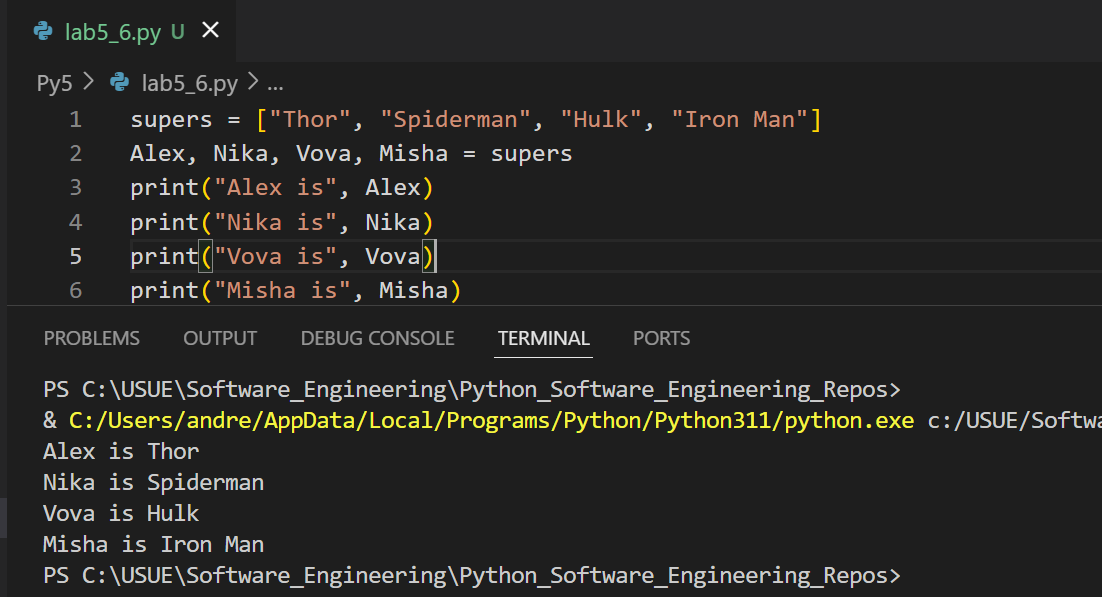 lab5_6.py U
Py5 > lab5_6.py > ...
1 supers = ["Thor", "Spiderman", "Hulk", "Iron Man"]
2 Alex, Nika, Vova, Misha = supers
3 print("Alex is", Alex)
4 print("Nika is", Nika)
5 print("Vova is", Vova)
6 print("Misha is", Misha)
PROBLEMS OUTPUT DEBUG CONSOLE TERMINAL PORTS
PS C:\USUE\Software_Engineering\Python_Software_Engineering_Repos>
& C:/Users/andre/AppData/Local/Programs/Python/Python311/python.exe c:/USUE/Softwa
Alex is Thor
Nika is Spiderman
Vova is Hulk
Misha is Iron Man
PS C:\USUE\Software_Engineering\Python_Software_Engineering_Repos>